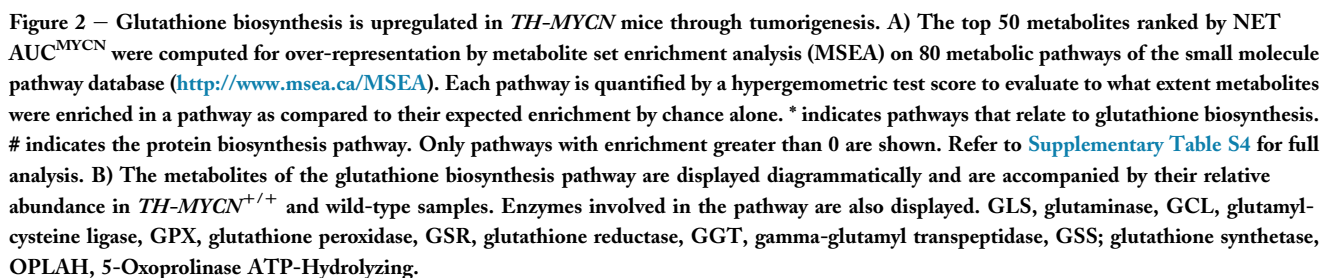 Figure 2 – Glutathione biosynthesis is upregulated in TH-MYCN mice through tumorigenesis. A) The top 50 metabolites ranked by NET
AUC^MYCN were computed for over-representation by metabolite set enrichment analysis (MSEA) on 80 metabolic pathways of the small molecule
pathway database (http://www.msea.ca/MSEA). Each pathway is quantified by a hypergemometric test score to evaluate to what extent metabolites
were enriched in a pathway as compared to their expected enrichment by chance alone. * indicates pathways that relate to glutathione biosynthesis.
# indicates the protein biosynthesis pathway. Only pathways with enrichment greater than 0 are shown. Refer to Supplementary Table S4 for full
analysis. B) The metabolites of the glutathione biosynthesis pathway are displayed diagrammatically and are accompanied by their relative
abundance in TH-MYCN^+/+ and wild-type samples. Enzymes involved in the pathway are also displayed. GLS, glutaminase, GCL, glutamyl-
cysteine ligase, GPX, glutathione peroxidase, GSR, glutathione reductase, GGT, gamma-glutamyl transpeptidase, GSS; glutathione synthetase,
OPLAH, 5-Oxoprolinase ATP-Hydrolyzing.